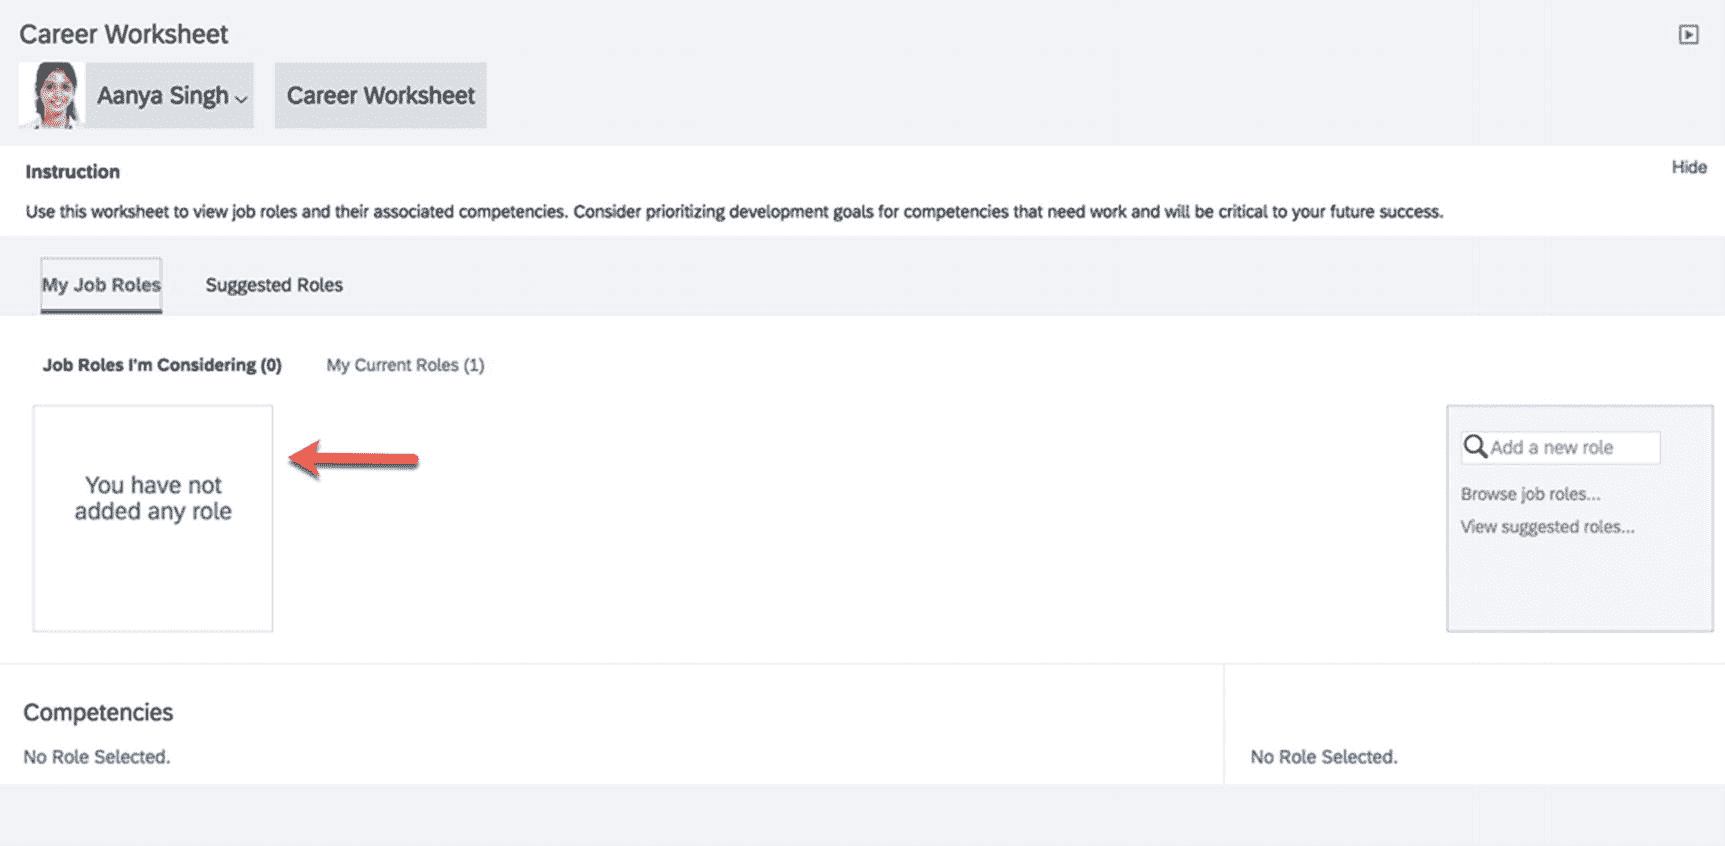 Career Worksheet
Aanya Singh
Career Worksheet
Instruction
Hide
Use this worksheet to view job roles and their associated competencies. Consider prioritizing development goals for competencies that need work and will be critical to your future success.
My Job Roles
Suggested Roles
Job Roles I'm Considering (0)
My Current Roles (1)
You have not
added any role
Add a new role
Browse job roles...
View suggested roles...
Competencies
No Role Selected.
No Role Selected.